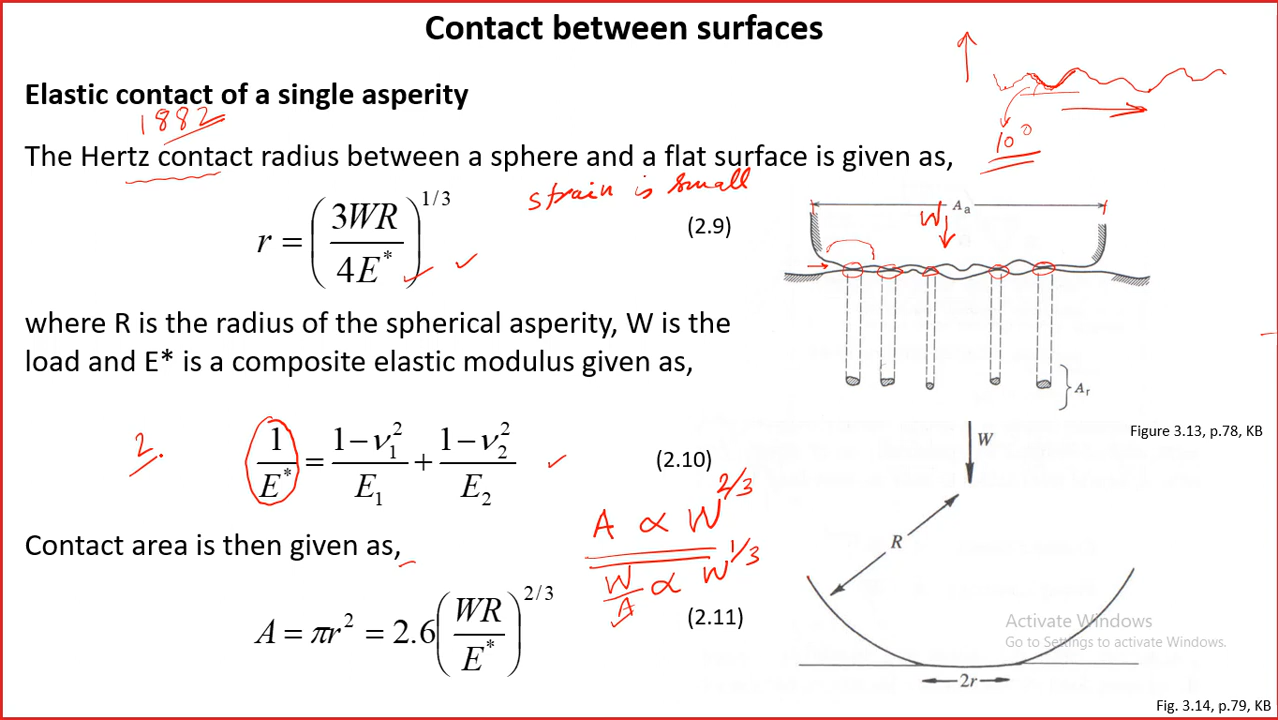 Contact between surfaces
Elastic contact of a single asperity
1882
10°
The Hertz contact radius between a sphere and a flat surface is given as,
strain is small
r = (3WR / 4E*)^1/3
(2.9)
Aa
W
where R is the radius of the spherical asperity, W is the
load and E* is a composite elastic modulus given as,
Ar
Figure 3.13, p.78, KB
2.
1/E* = (1−ν₁²)/E₁ + (1−ν₂²)/E₂
(2.10)
W
A ∝ W^2/3
W/A ∝ W^1/3
R
Contact area is then given as,
A = πr² = 2.6(WR/E*)^2/3
(2.11)
Activate Windows
Go to Settings to activate Windows.
2r
Fig. 3.14, p.79, KB